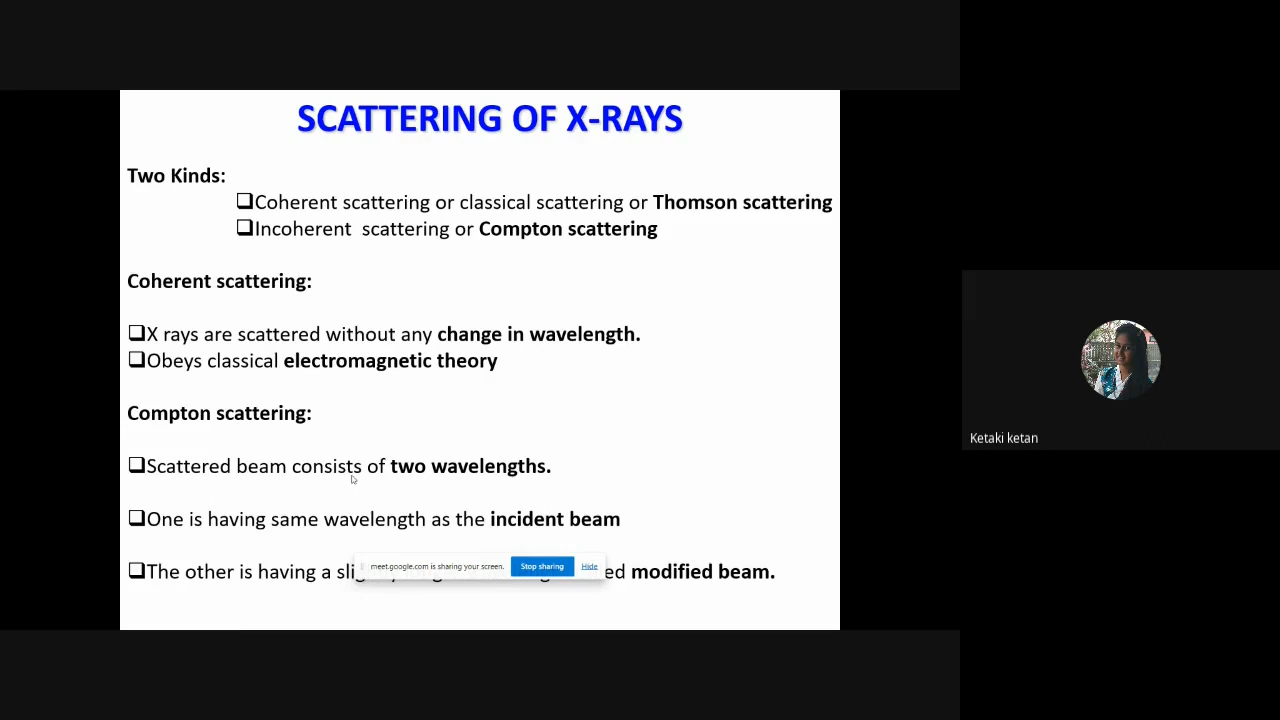 SCATTERING OF X-RAYS
Two Kinds:
❑Coherent scattering or classical scattering or Thomson scattering
❑Incoherent scattering or Compton scattering
Coherent scattering:
❑X rays are scattered without any change in wavelength.
❑Obeys classical electromagnetic theory
Compton scattering:
❑Scattered beam consists of two wavelengths.
❑One is having same wavelength as the incident beam
❑The other is having a modified beam.
meet.google.com is sharing your screen. Stop sharing Hide
Ketaki ketan